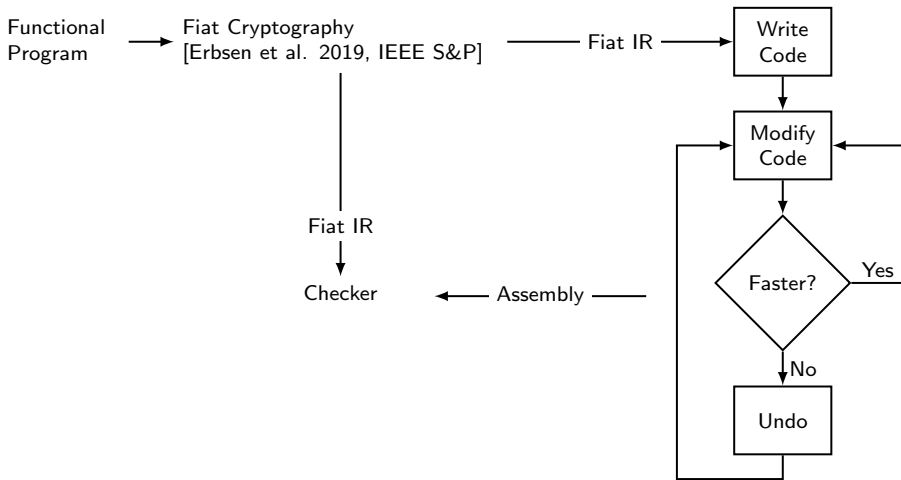 Functional
Program
Fiat Cryptography
[Erbsen et al. 2019, IEEE S&P]
Fiat IR
Write
Code
Modify
Code
Fiat IR
Checker
Assembly
Faster?
Yes
No
Undo